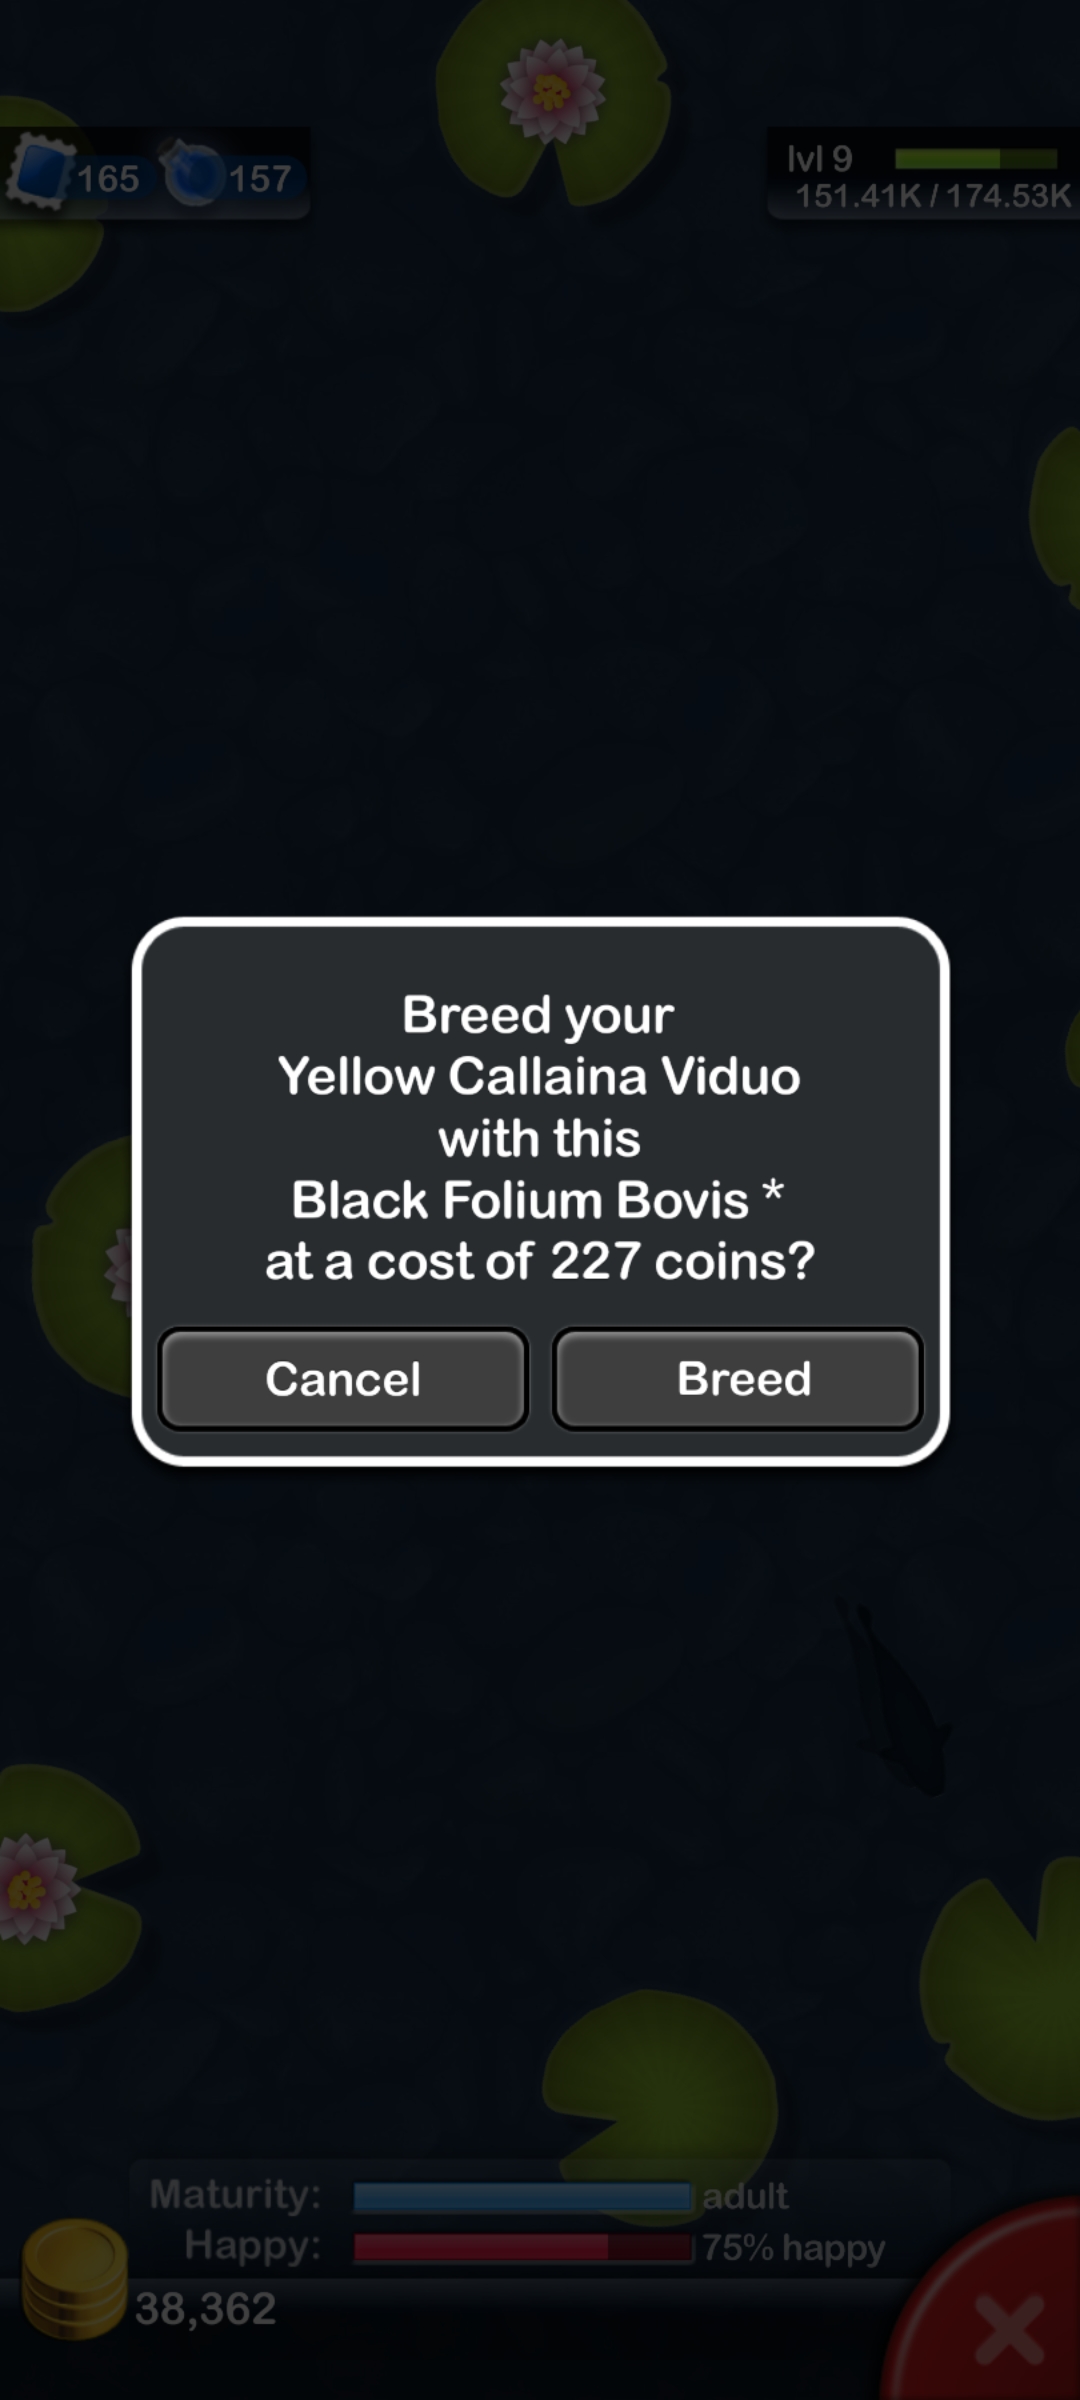 165 157
lvl 9
151.41K / 174.53K
Breed your
Yellow Callaina Viduo
with this
Black Folium Bovis *
at a cost of 227 coins?
Cancel Breed
Maturity: adult
Happy: 75% happy
38,362